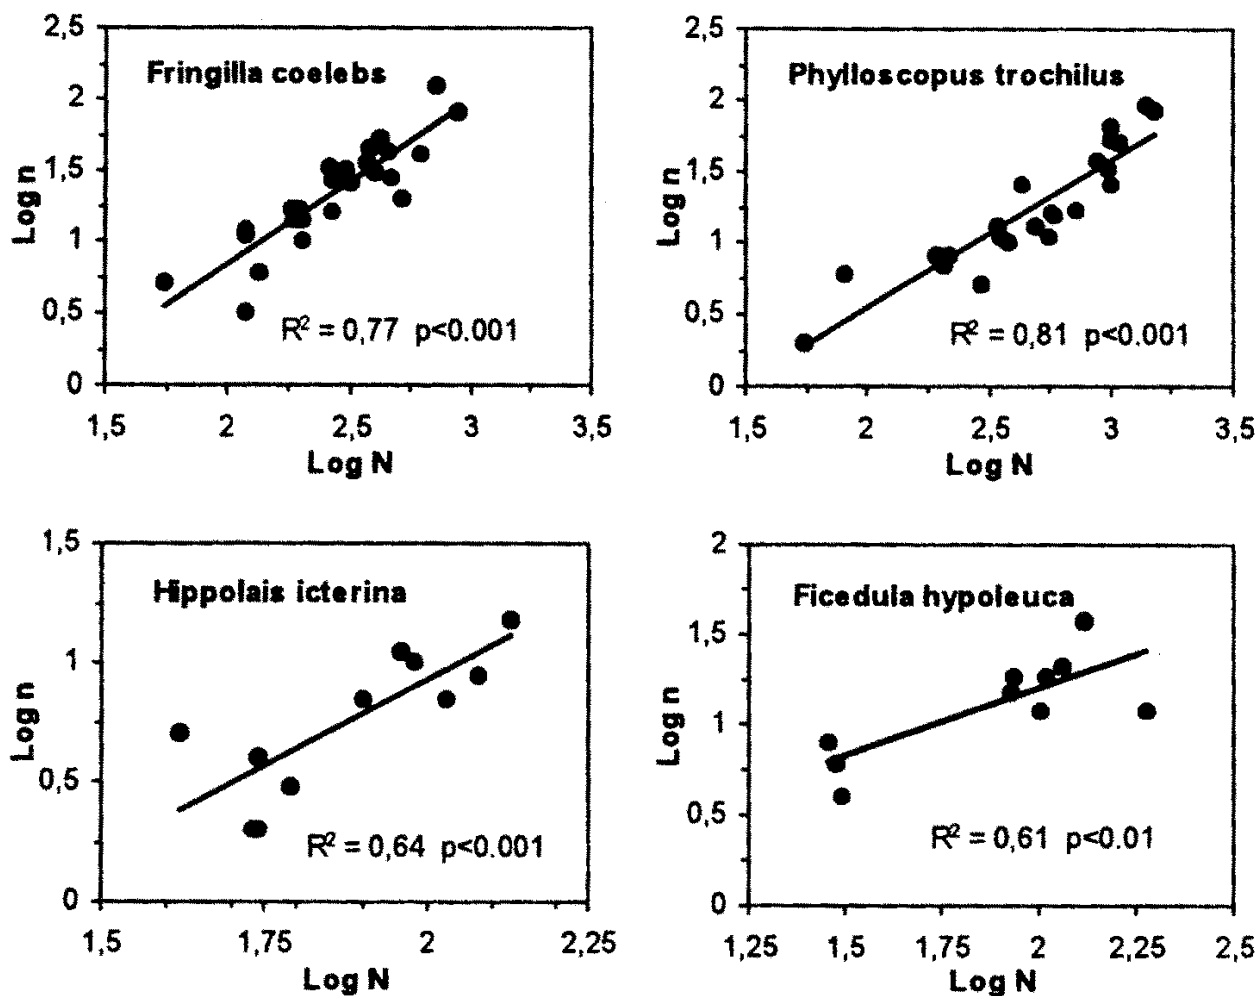 2,5
Fringilla coelebs
2
1,5
1
0,5
0
Log n
R² = 0,77 p<0.001
1,5 2 2,5 3 3,5
Log N
2,5
Phylloscopus trochilus
2
1,5
1
0,5
0
Log n
R² = 0,81 p<0.001
1,5 2 2,5 3 3,5
Log N
1,5
Hippolais icterina
1
0,5
0
Log n
R² = 0,64 p<0.001
1,5 1,75 2 2,25
Log N
2
Ficedula hypoleuca
1,5
1
0,5
0
Log n
R² = 0,61 p<0.01
1,25 1,5 1,75 2 2,25 2,5
Log N